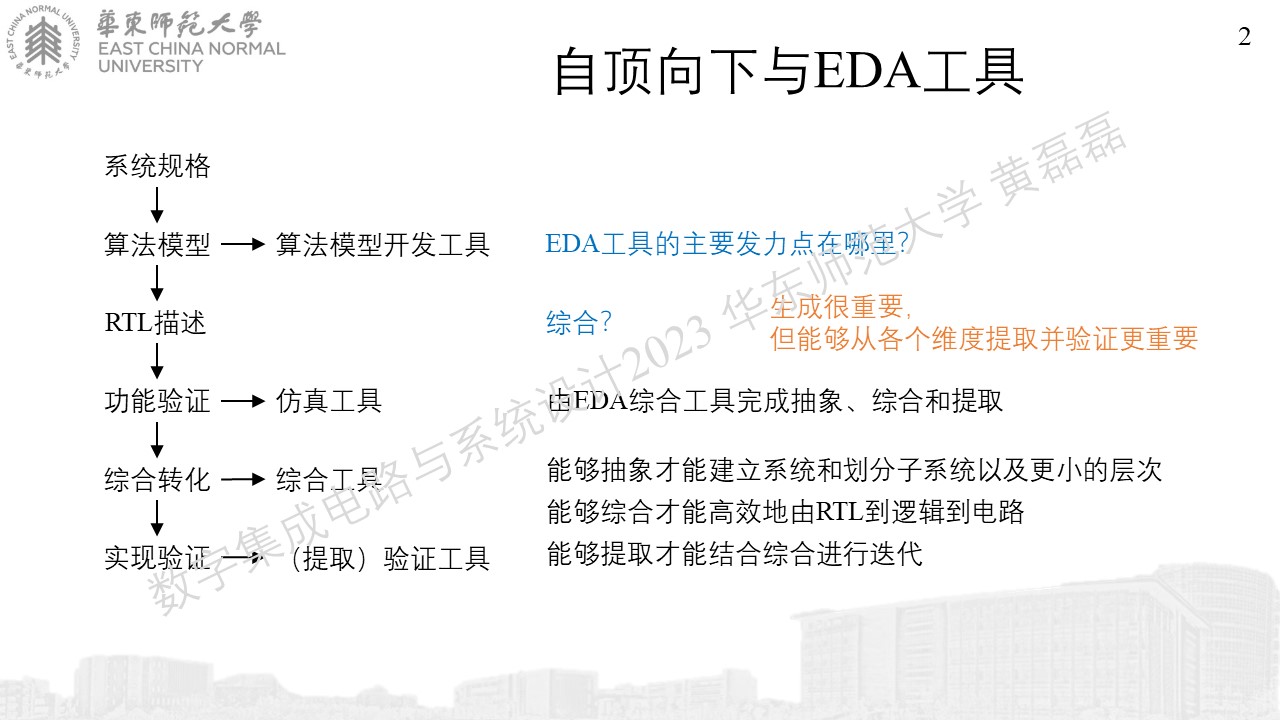 華東師範大學
EAST CHINA NORMAL
UNIVERSITY
EAST CHINA NORMAL UNIVERSITY
華東师范大学
2
自顶向下与EDA工具
系统规格
算法模型
算法模型开发工具
EDA工具的主要发力点在哪里？
RTL描述
综合？
生成很重要，
但能够从各个维度提取并验证更重要
功能验证
仿真工具
由EDA综合工具完成抽象、综合和提取
综合转化
综合工具
能够抽象才能建立系统和划分子系统以及更小的层次
能够综合才能高效地由RTL到逻辑到电路
实现验证
（提取）验证工具
能够提取才能结合综合进行迭代
数字集成电路与系统设计2023 华东师范大学 黄磊磊